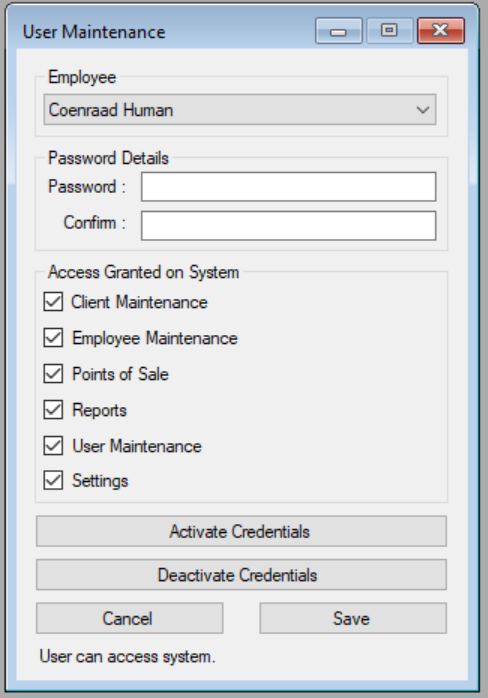 User Maintenance
Employee
Coenraad Human
Password Details
Password :
Confirm :
Access Granted on System
Client Maintenance
Employee Maintenance
Points of Sale
Reports
User Maintenance
Settings
Activate Credentials
Deactivate Credentials
Cancel Save
User can access system.